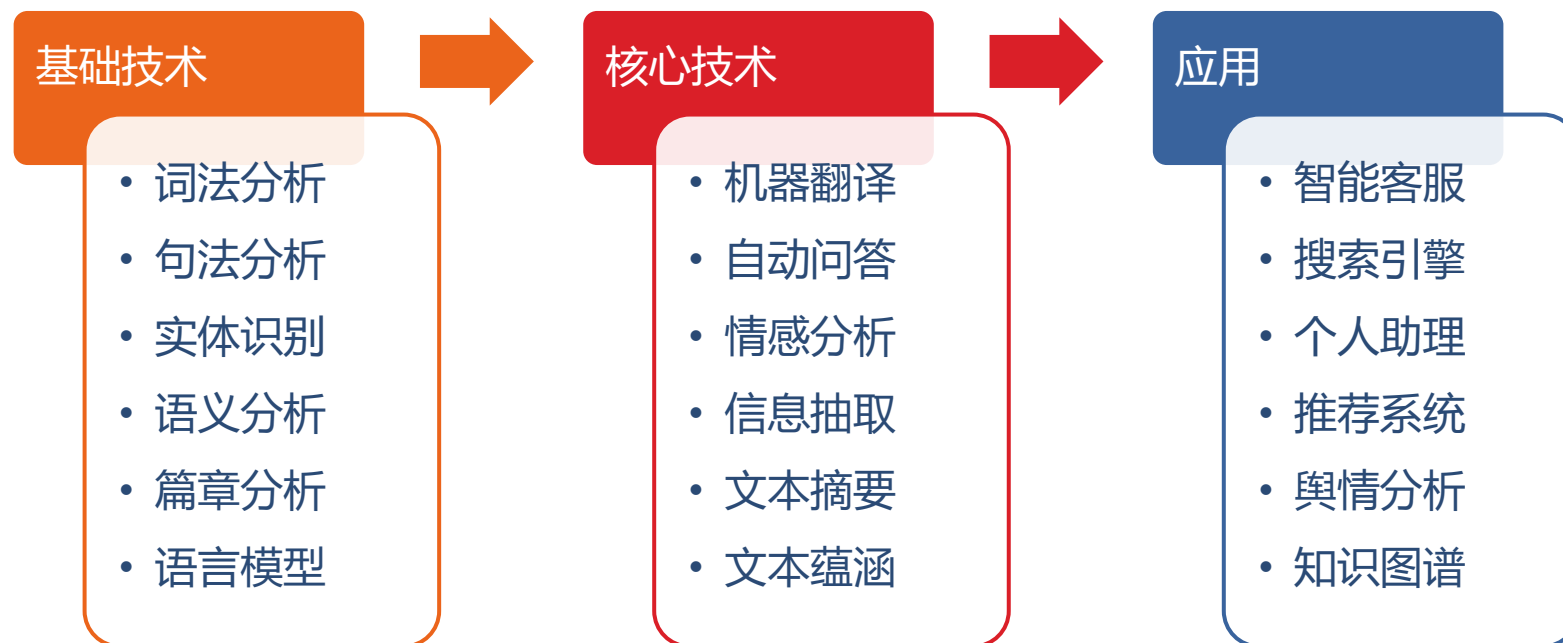 基础技术
• 词法分析
• 句法分析
• 实体识别
• 语义分析
• 篇章分析
• 语言模型
核心技术
• 机器翻译
• 自动问答
• 情感分析
• 信息抽取
• 文本摘要
• 文本蕴涵
应用
• 智能客服
• 搜索引擎
• 个人助理
• 推荐系统
• 舆情分析
• 知识图谱